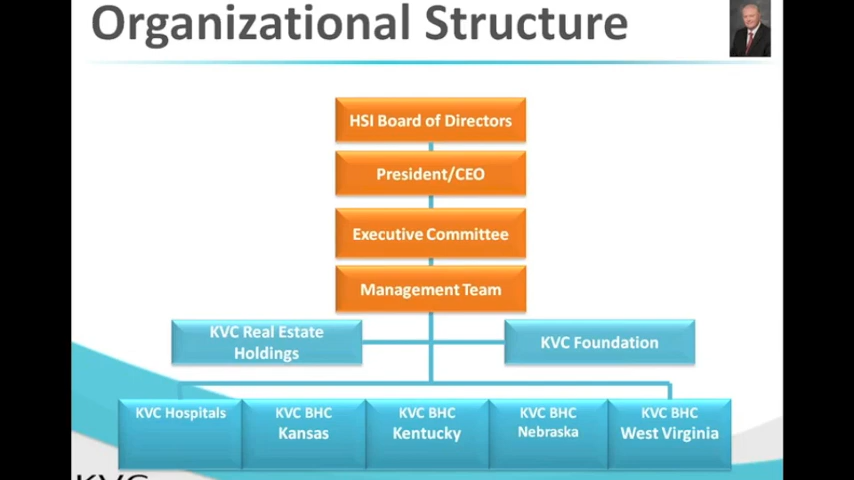 Organizational Structure
HSI Board of Directors
President/CEO
Executive Committee
Management Team
KVC Real Estate
Holdings
KVC Foundation
KVC Hospitals
KVC BHC
Kansas
KVC BHC
Kentucky
KVC BHC
Nebraska
KVC BHC
West Virginia
KVC